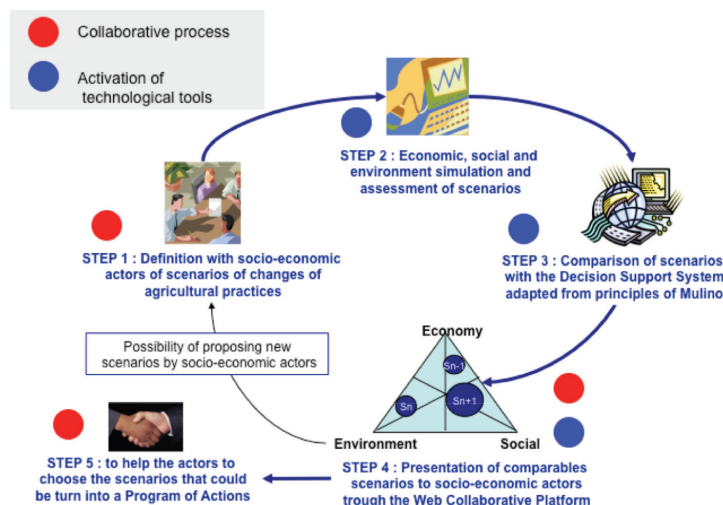 Collaborative process
Activation of
technological tools
STEP 2 : Economic, social and
environment simulation and
assessment of scenarios
STEP 1 : Definition with socio-economic
actors of scenarios of changes of
agricultural practices
STEP 3 : Comparison of scenarios
with the Decision Support System
adapted from principles of Mulino
Possibility of proposing new
scenarios by socio-economic actors
Economy
Sn-1
Sn
Sn+1
Environment
Social
STEP 5 : to help the actors to
choose the scenarios that could
be turn into a Program of Actions
STEP 4 : Presentation of comparables
scenarios to socio-economic actors
trough the Web Collaborative Platform